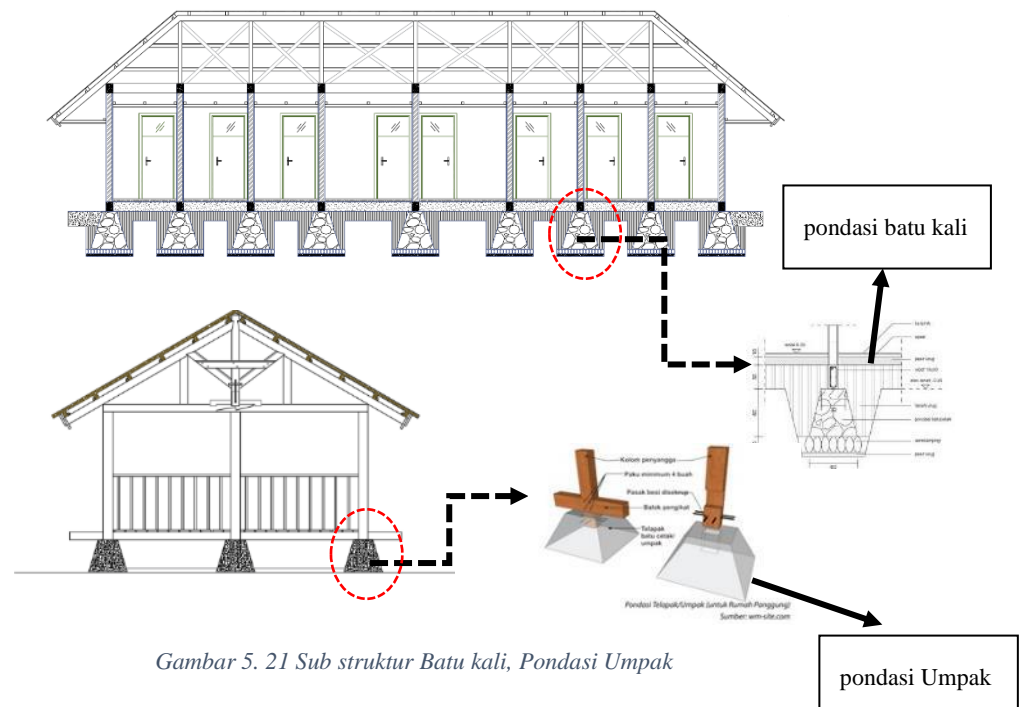 pondasi batu kali
pasir urug
Kolom penyangga
Paku minimum 4 buah
Pasak besi disekrup
Balok pengikat
Telapak
batu cetak/
umpak
Pondasi Telapak/Umpak (untuk Rumah Panggung)
Sumber: wm-site.com
Gambar 5. 21 Sub struktur Batu kali, Pondasi Umpak
pondasi Umpak